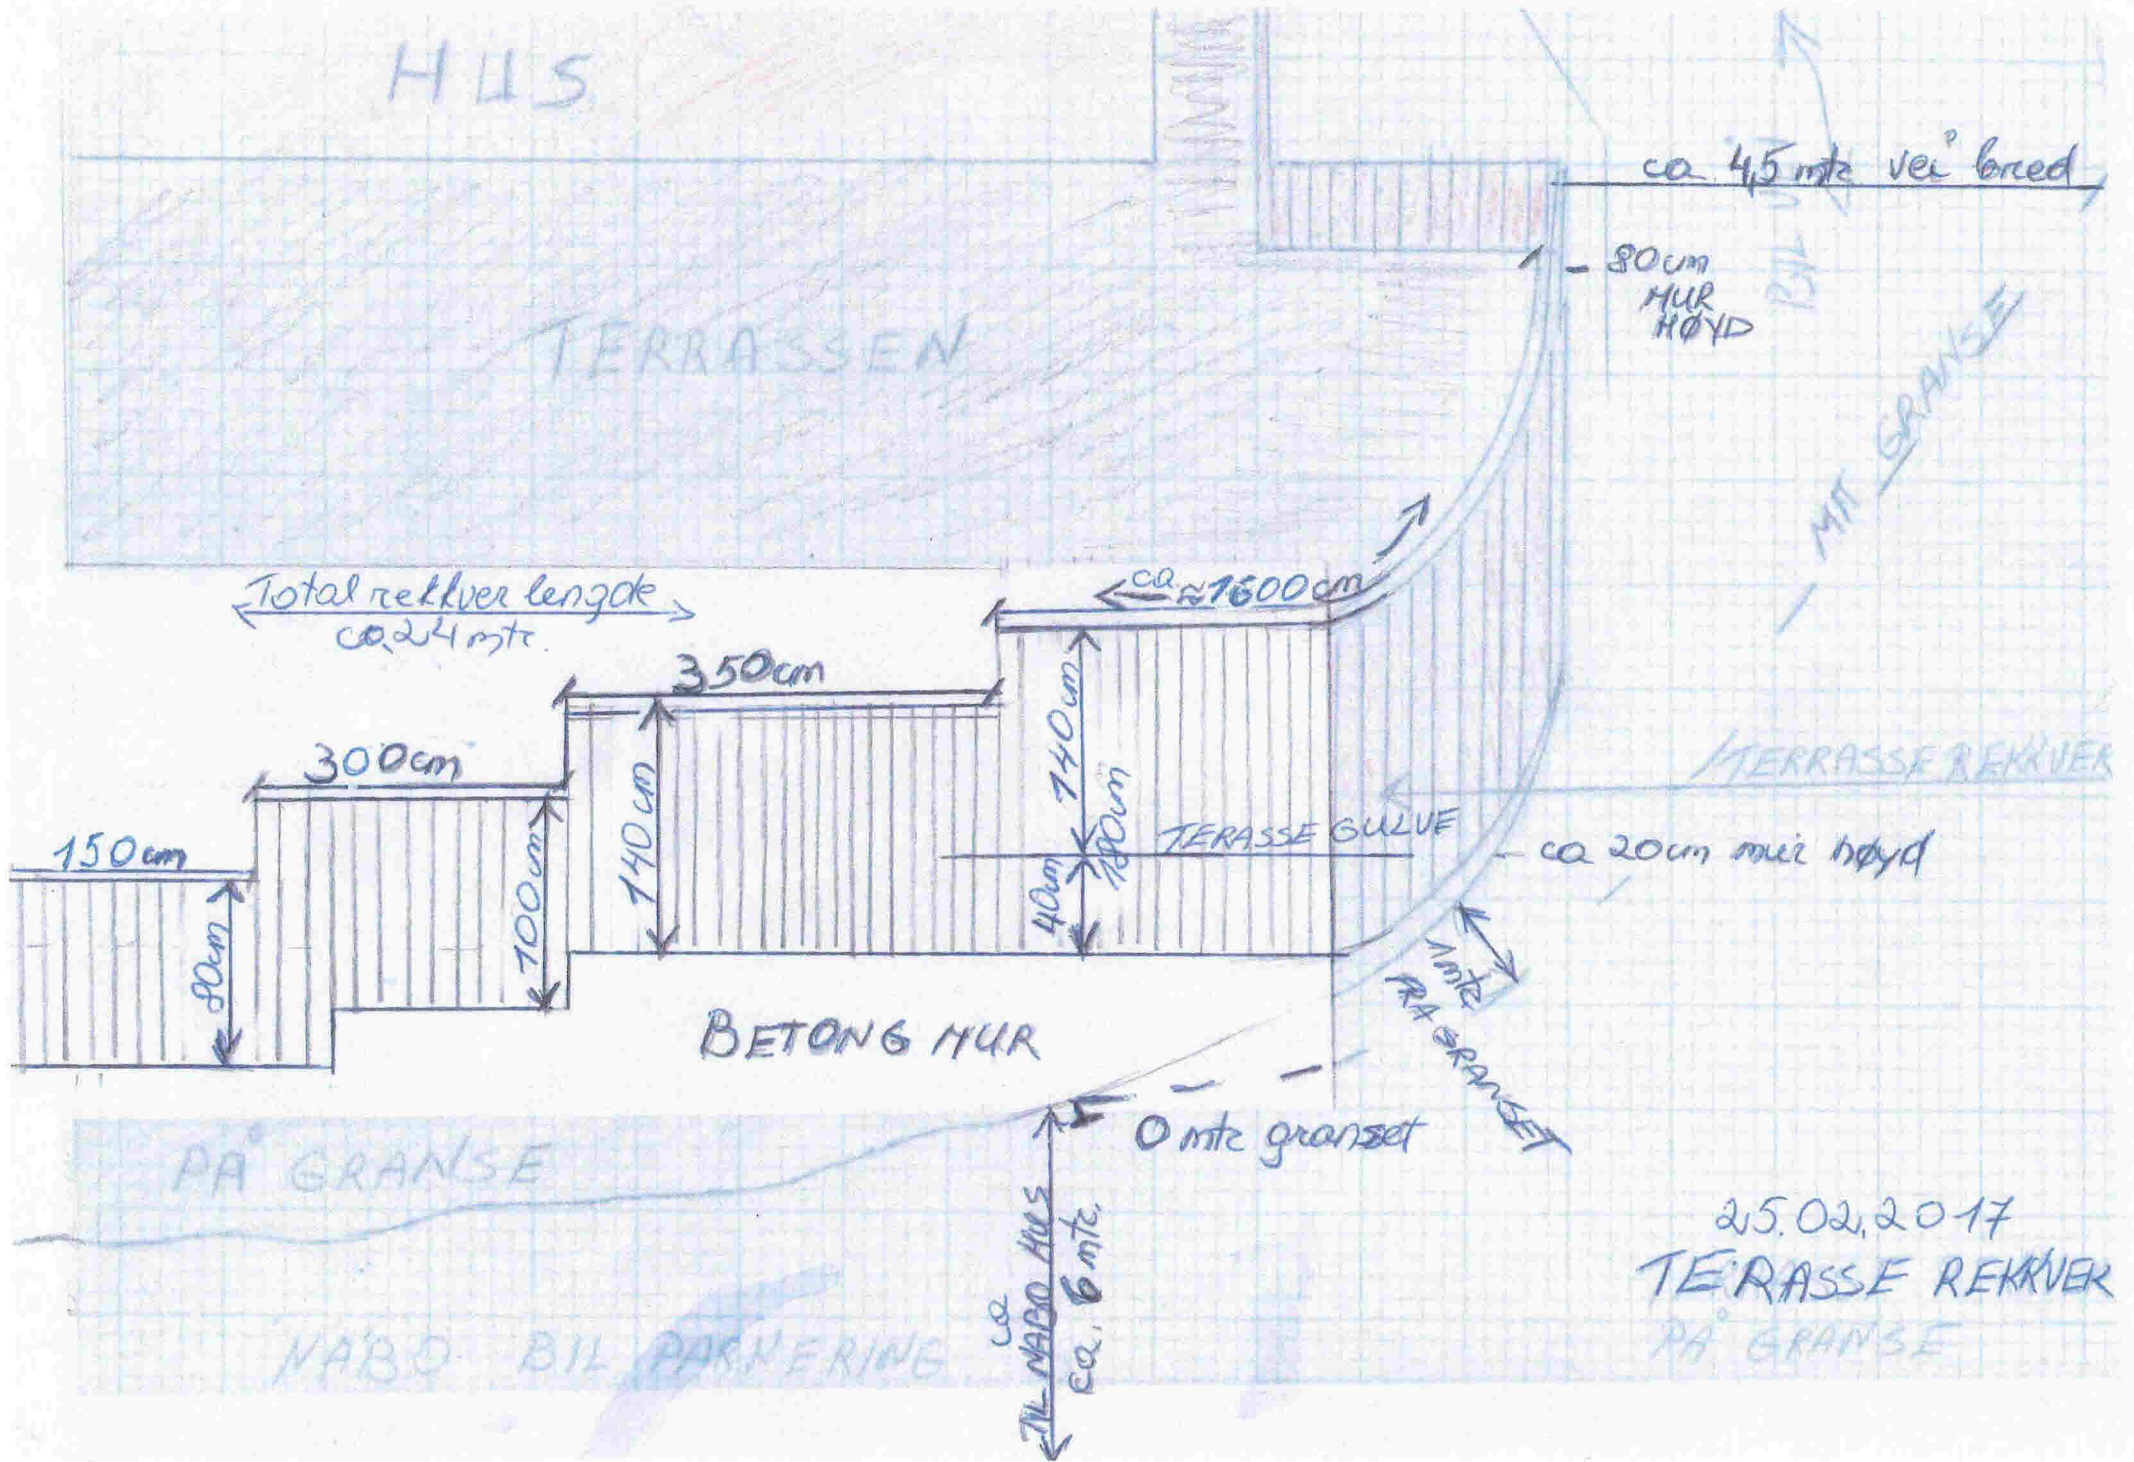 HUS
ca 4,5 mtr vei bred
BIL VEI
80cm
MUR
HØYD
TERRASSEN
MIT GRANSE
Total rekkver lengde
ca 24 mtr.
ca ≈1600cm
350cm
300cm
150cm
TERRASSE REKKVER
140cm
180cm
40cm
TERASSE GULVE
140cm
100cm
80cm
ca 20cm mur høyd
1mtr
FRA GRANSET
BETONG MUR
0 mtr granset
PÅ GRANSE
ca
TIL NABO HUS
ca. 6 mtr.
NABO BIL PARKERING
25.02.2017
TERASSE REKKVER
PÅ GRANSE